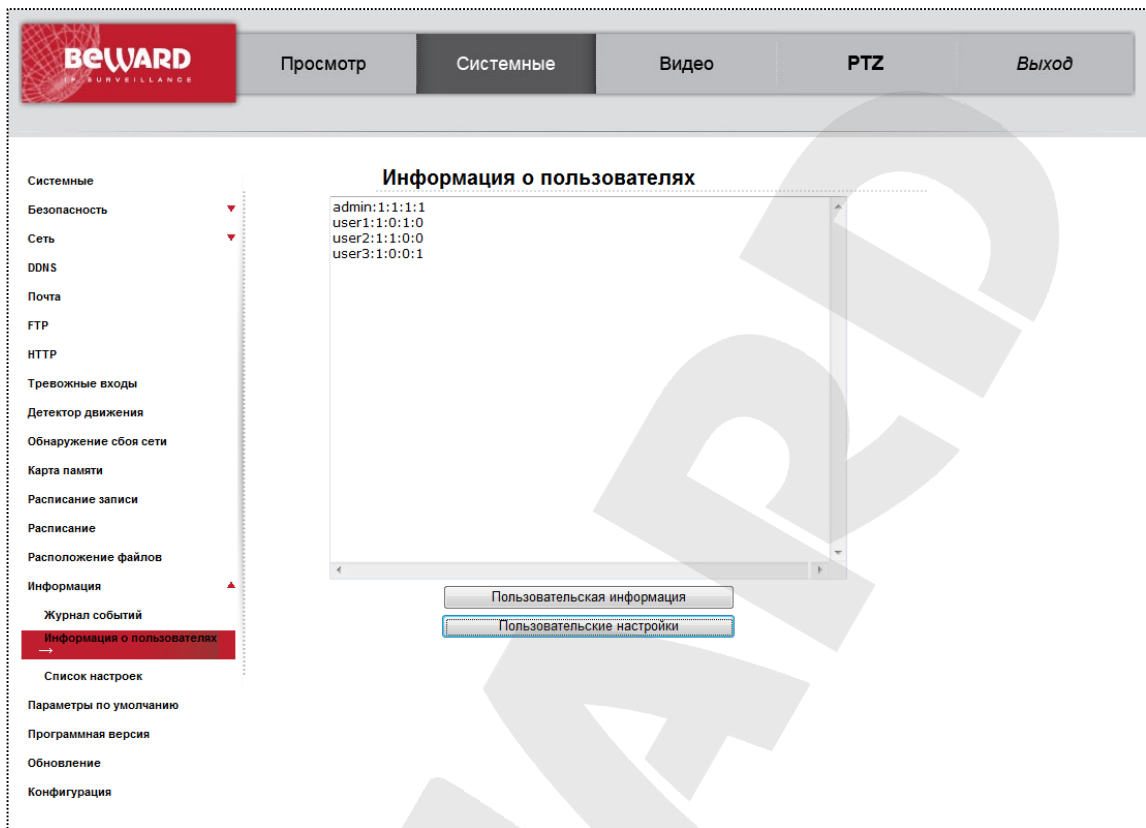 BEWARD
IP SURVEILLANCE
Просмотр
Системные
Видео
PTZ
Выход
Системные
Безопасность
Сеть
DDNS
Почта
FTP
HTTP
Тревожные входы
Детектор движения
Обнаружение сбоя сети
Карта памяти
Расписание записи
Расписание
Расположение файлов
Информация
Журнал событий
Информация о пользователях
→
Список настроек
Параметры по умолчанию
Программная версия
Обновление
Конфигурация
Информация о пользователях
admin:1:1:1:1
user1:1:0:1:0
user2:1:1:0:0
user3:1:0:0:1
Пользовательская информация
Пользовательские настройки